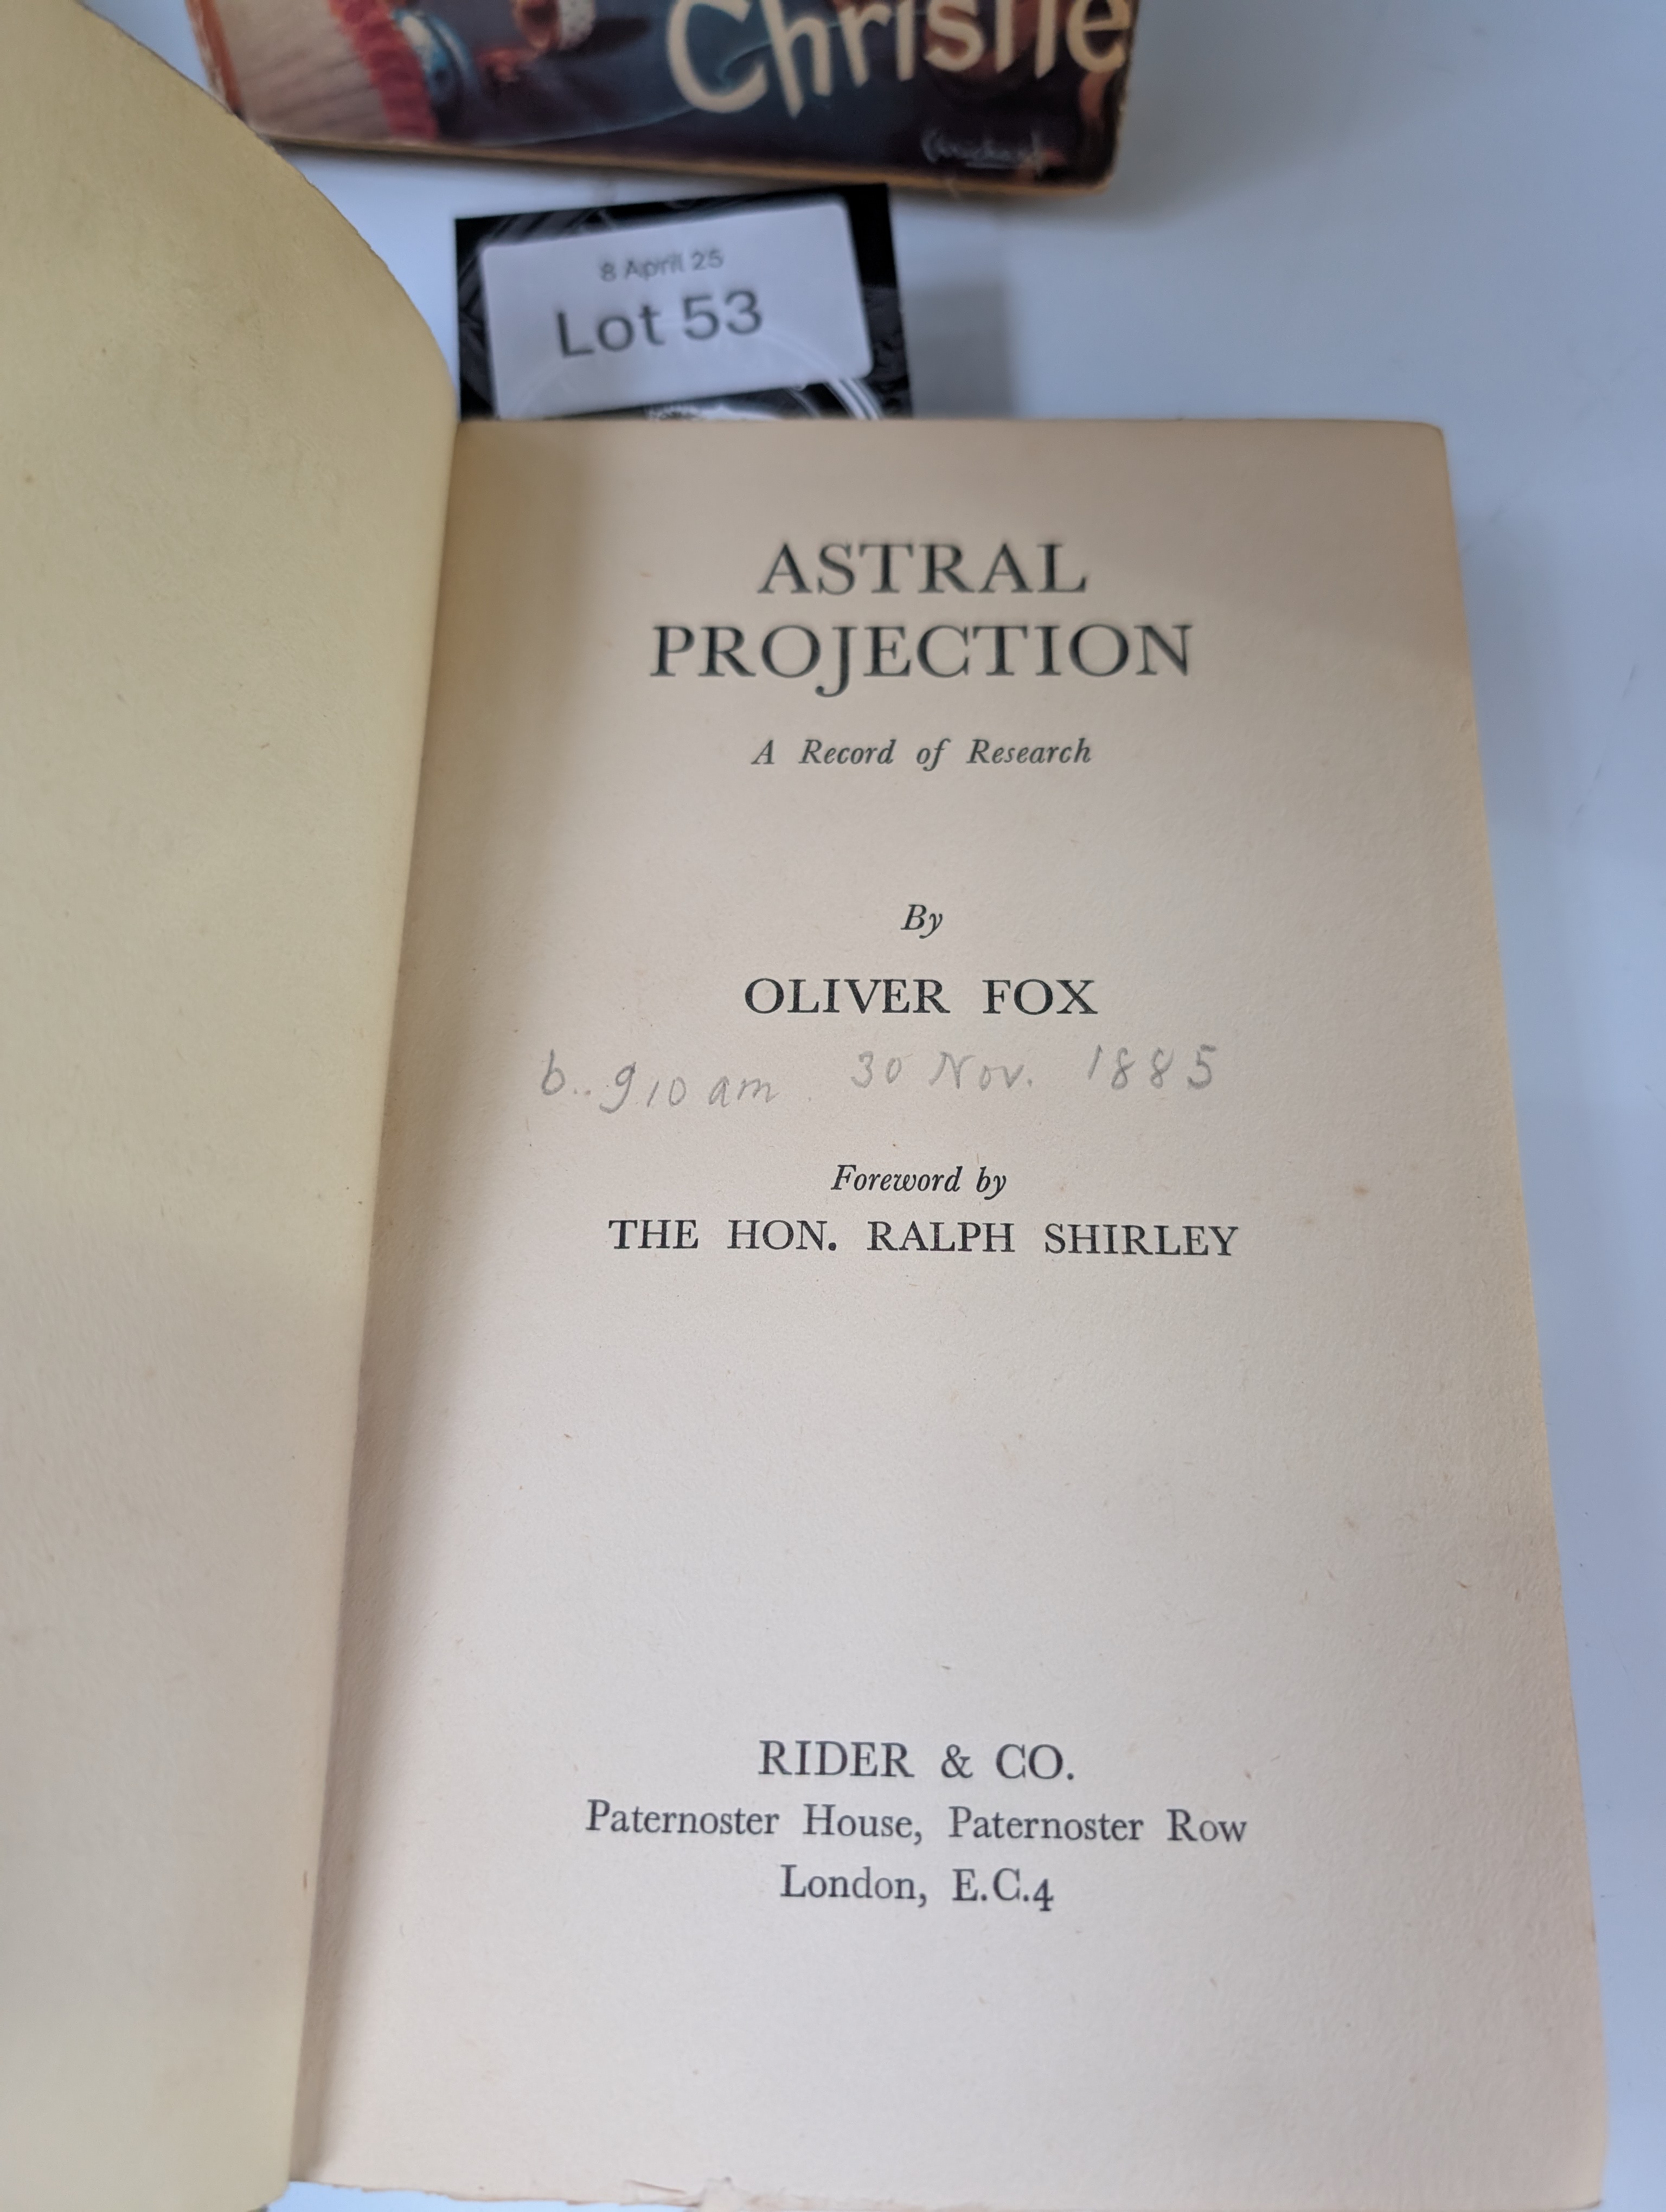 Christie
8 April 25
Lot 53
ASTRAL
PROJECTION
A Record of Research
By
OLIVER FOX
b.. 9 10 am. 30 Nov. 1885
Foreword by
THE HON. RALPH SHIRLEY
RIDER & CO.
Paternoster House, Paternoster Row
London, E.C.4